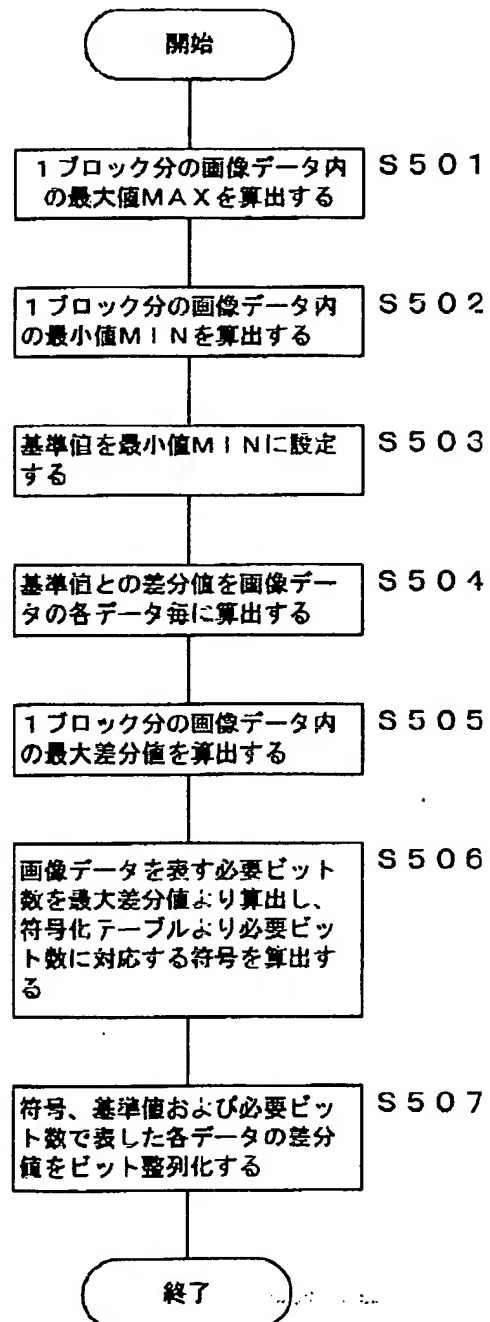 開始
1ブロック分の画像データ内 S501
の最大値MAXを算出する
1ブロック分の画像データ内 S502
の最小値MINを算出する
基準値を最小値MINに設定 S503
する
基準値との差分値を画像デー S504
タの各データ毎に算出する
1ブロック分の画像データ内 S505
の最大差分値を算出する
画像データを表す必要ビット S506
数を最大差分値より算出し、
符号化テーブルより必要ビッ
ト数に対応する符号を算出す
る
符号、基準値および必要ビッ S507
ト数で表した各データの差分
値をビット整列化する
終了